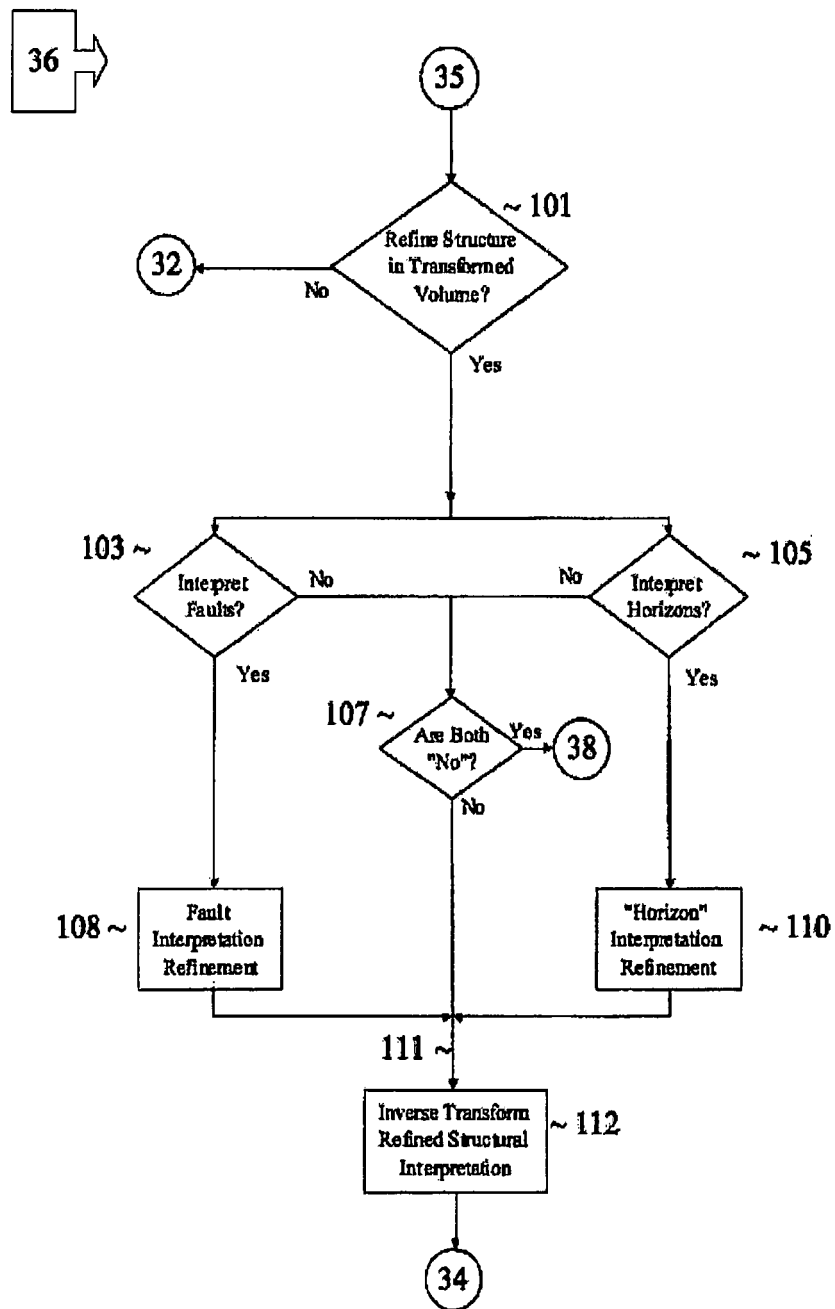 36
35
~ 101
Refine Structure
in Transformed
Volume?
32
No
Yes
103 ~
~ 105
Interpret
Faults?
No
No
Interpret
Horizons?
Yes
Yes
107 ~
Are Both
"No"?
Yes
38
No
108 ~
Fault
Interpretation
Refinement
"Horizon"
Interpretation
Refinement
~ 110
111 ~
Inverse Transform
Refined Structural
Interpretation
~ 112
34